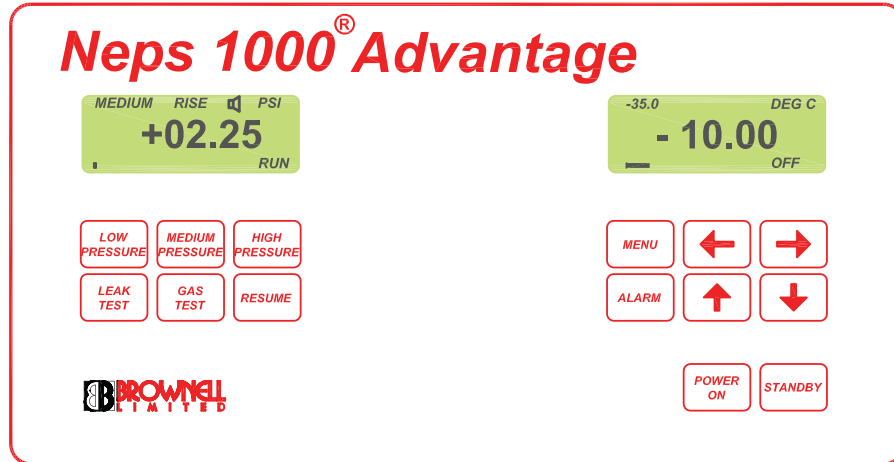 Neps 1000® Advantage
MEDIUM RISE PSI
+02.25
RUN
-35.0 DEG C
- 10.00
OFF
LOW PRESSURE
MEDIUM PRESSURE
HIGH PRESSURE
LEAK TEST
GAS TEST
RESUME
MENU
ALARM
POWER ON
STANDBY
BROWNELL
LIMITED